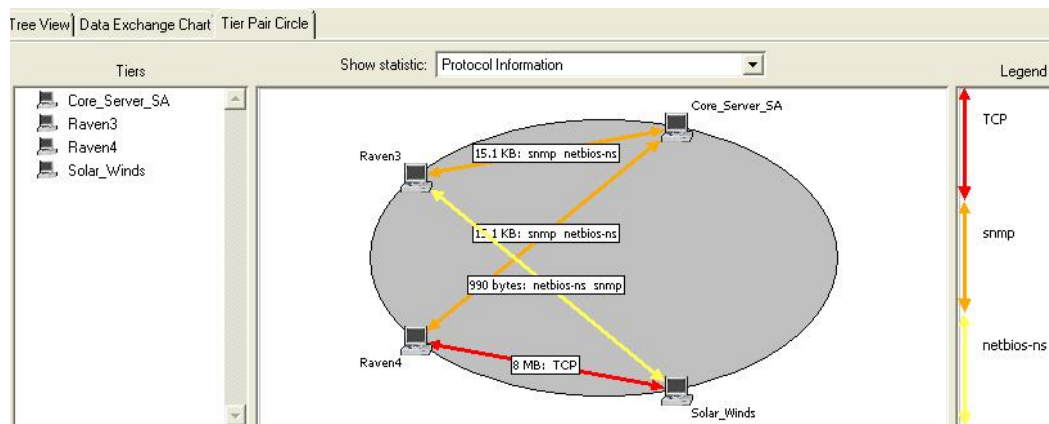 Tree View Data Exchange Chart Tier Pair Circle
Tiers
Show statistic: Protocol Information
Legend
Core_Server_SA
Raven3
Raven4
Solar_Winds
Core_Server_SA
Raven3
15.1 KB: snmp netbios-ns
15.1 KB: snmp netbios-ns
990 bytes: netbios-ns snmp
Raven4
8 MB: TCP
Solar_Winds
TCP
snmp
netbios-ns